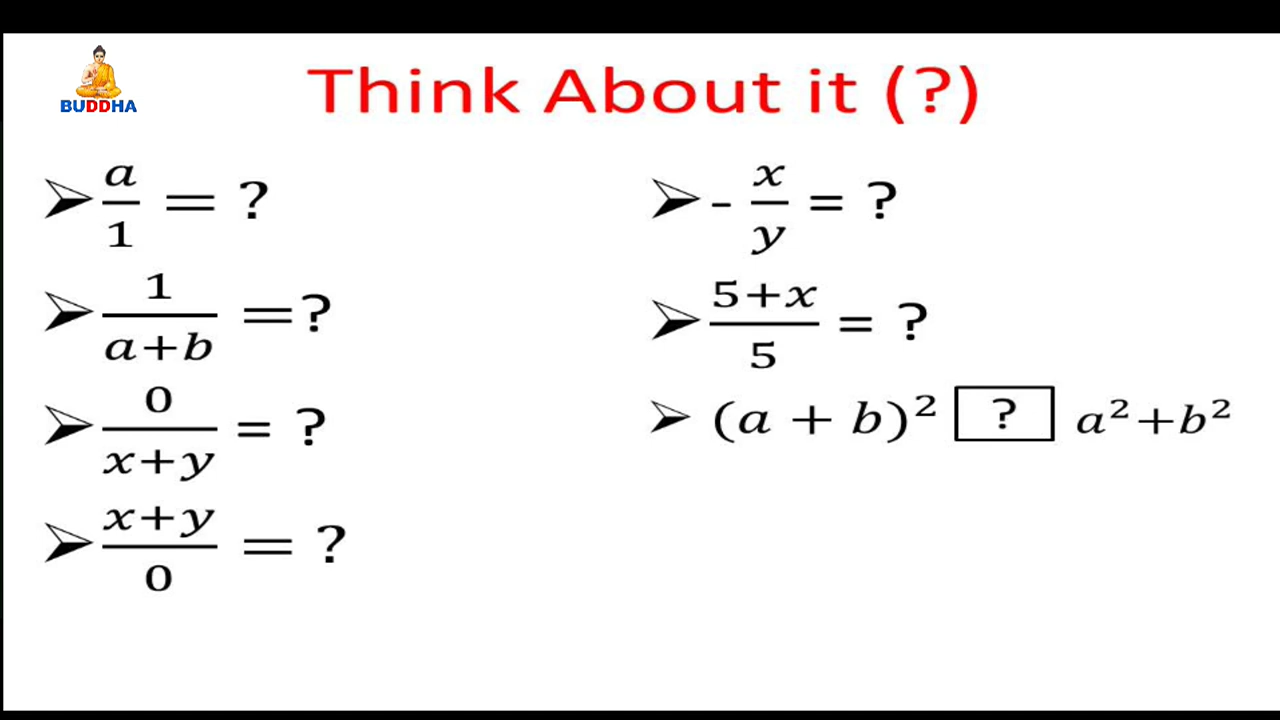 BUDDHA
Think About it (?)
➢ a/1 = ?
➢ 1/(a+b) =?
➢ 0/(x+y) = ?
➢ (x+y)/0 = ?
➢ - x/y = ?
➢ (5+x)/5 = ?
➢ (a + b)² ? a²+b²